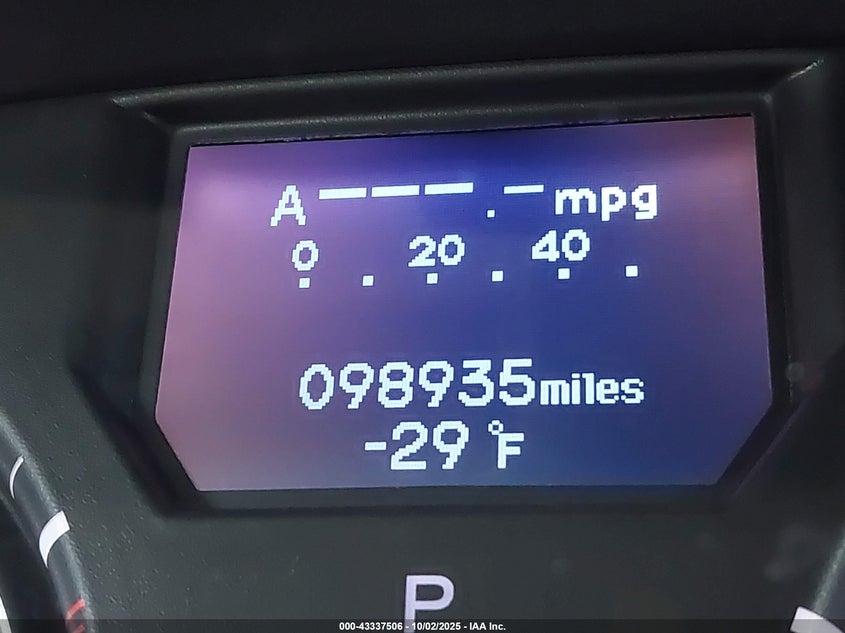 A ---.- mpg
0 20 40
098935miles
-29 °F
P
000-43337506 - 10/02/2025 - IAA Inc.